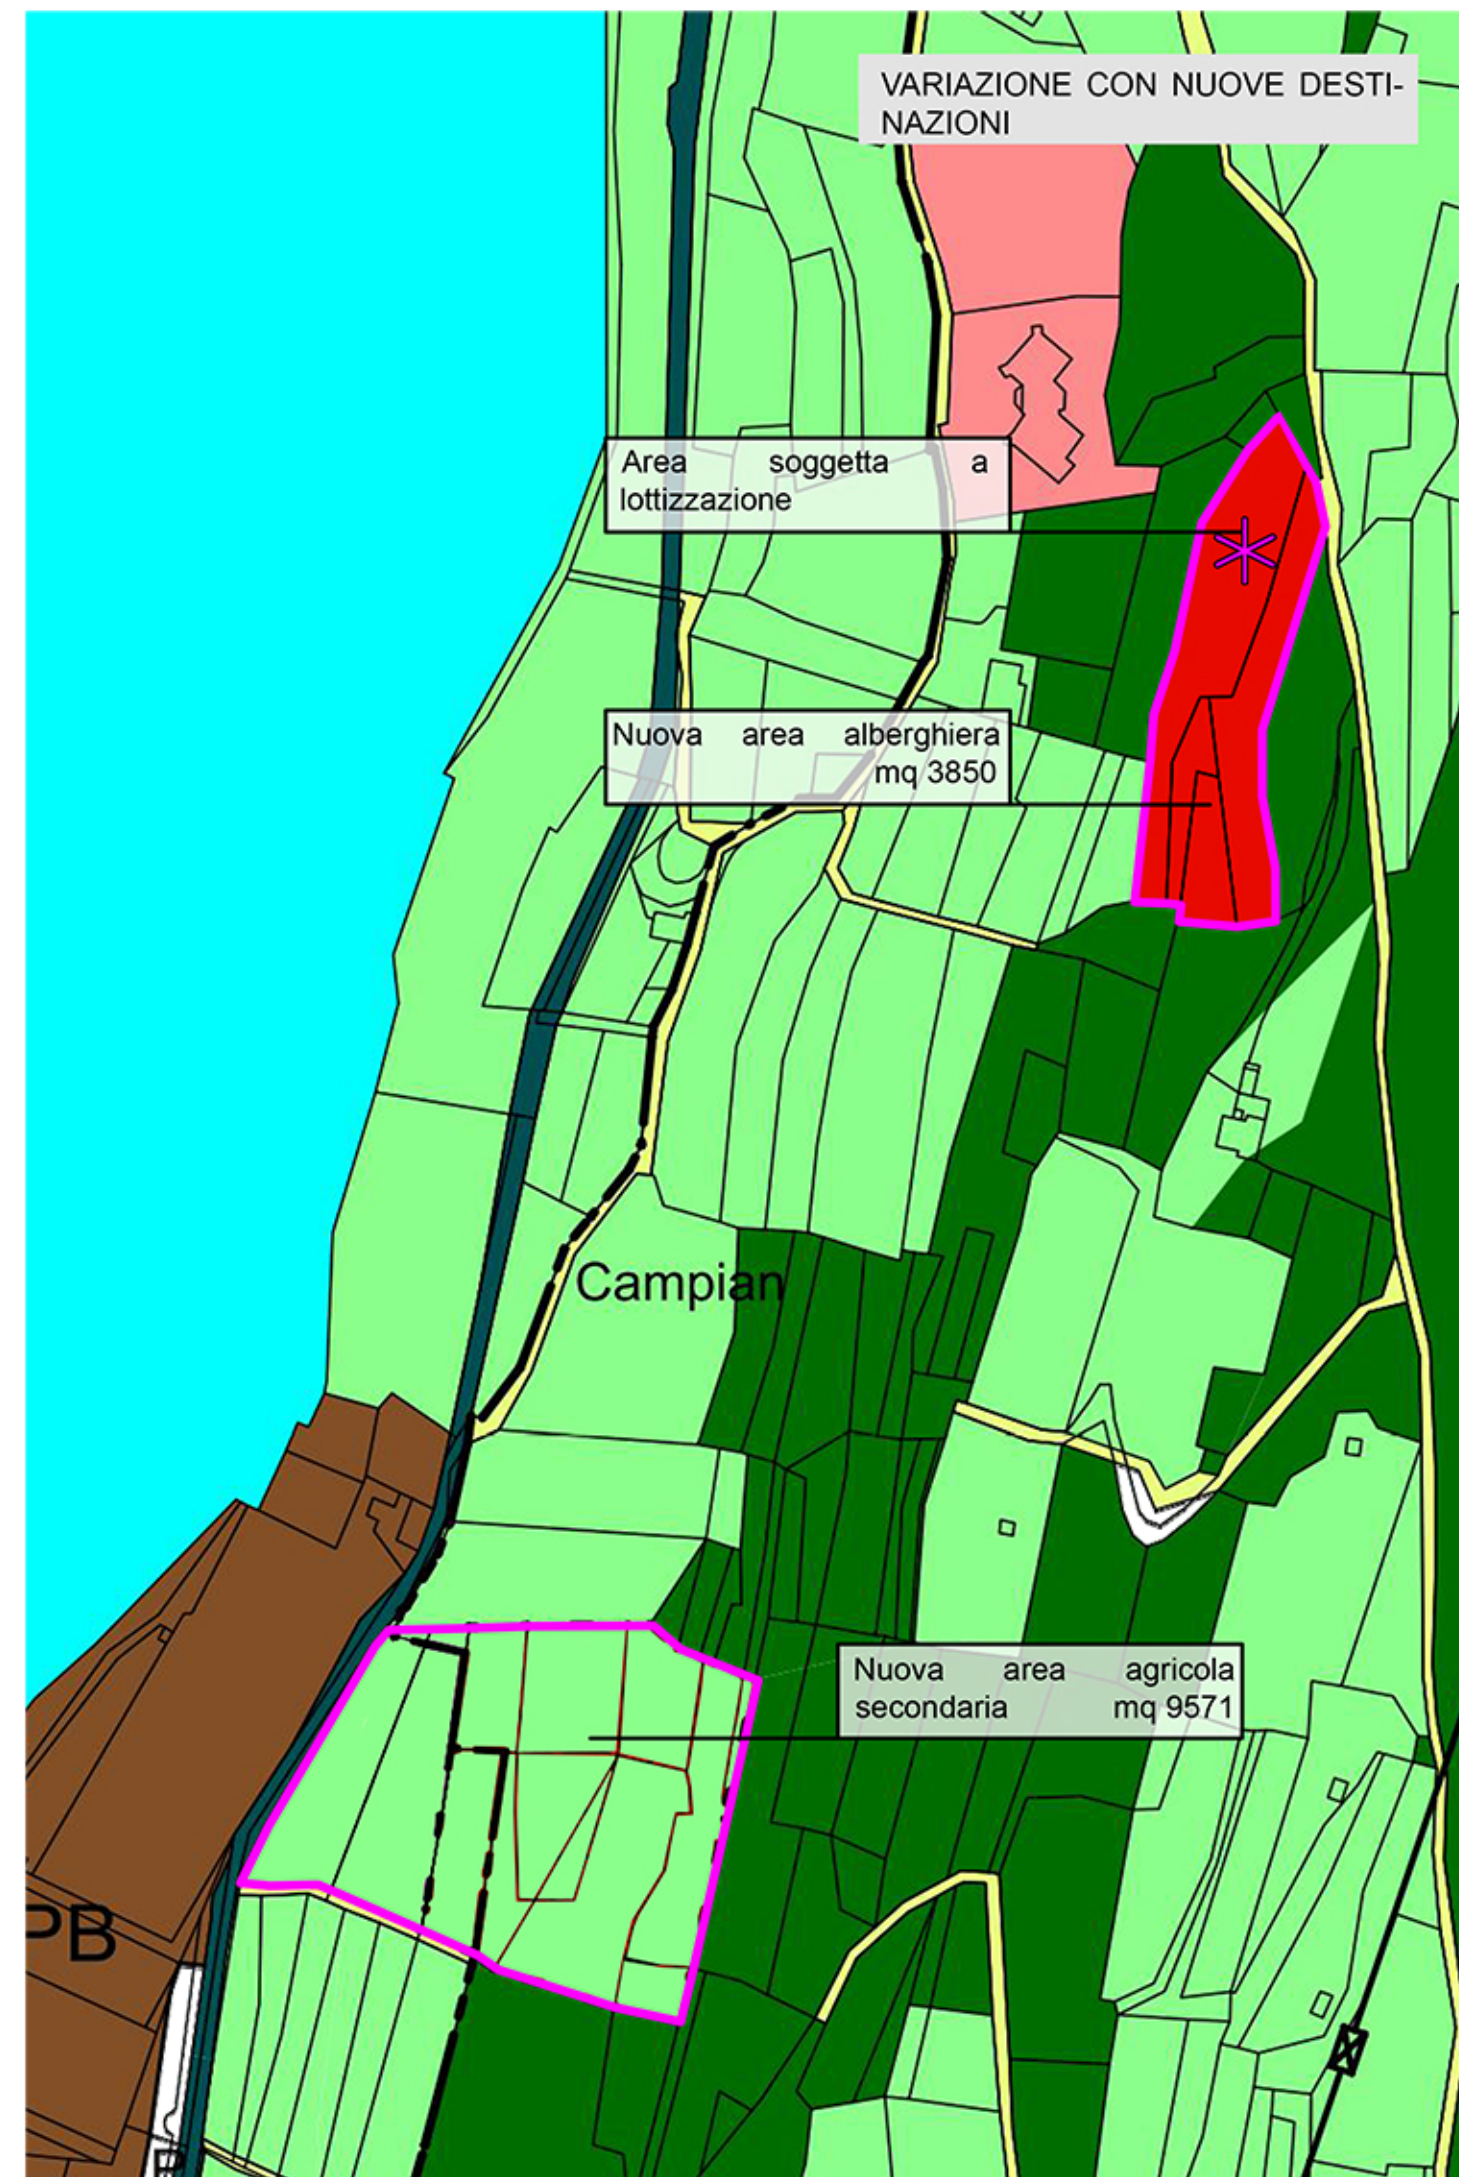 VARIAZIONE CON NUOVE DESTI-
NAZIONI
Area soggetta a
lottizzazione
Nuova area alberghiera
mq 3850
Campian
Nuova area agricola
secondaria mq 9571
PB
P